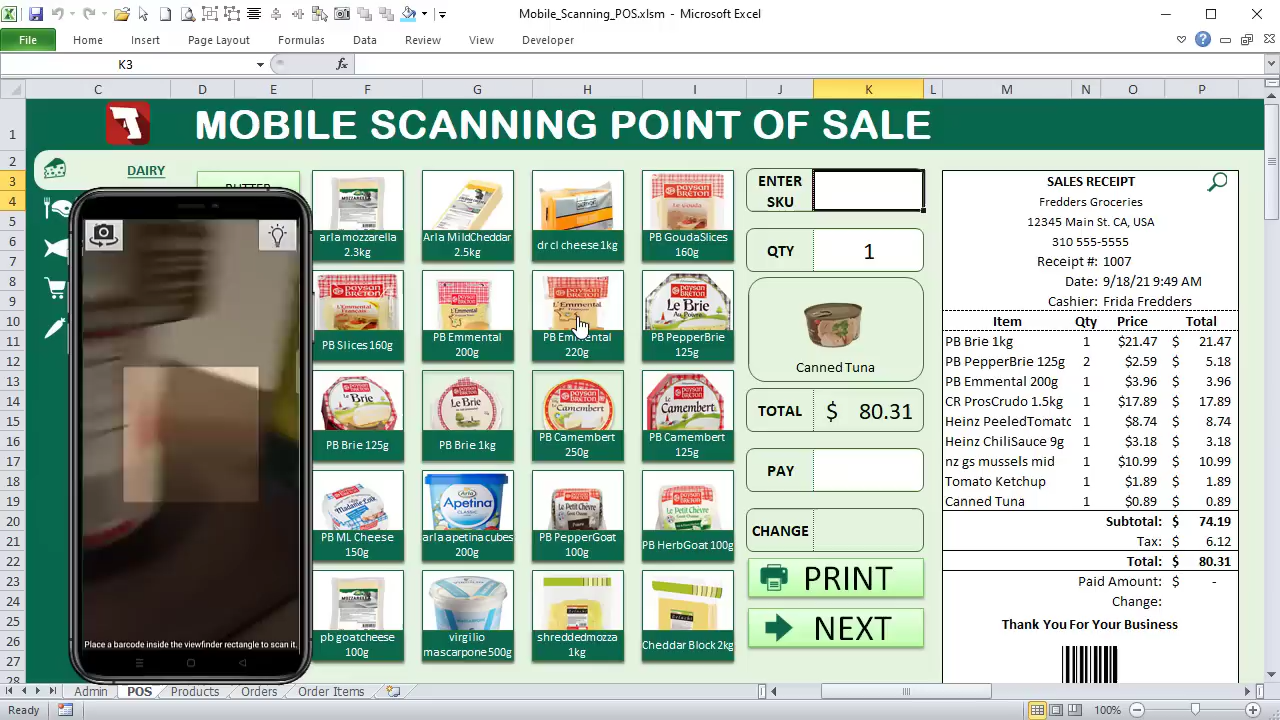 Mobile_Scanning_POS.xlsm - Microsoft Excel
File Home Insert Page Layout Formulas Data Review View Developer
K3
C D E F G H I J K L M N O P
MOBILE SCANNING POINT OF SALE
DAIRY
BUTTER
arla mozzarella 2.3kg
Arla MildCheddar 2.5kg
dr cl cheese1kg
PB GoudaSlices 160g
PB Slices 160g
PB Emmental 200g
PB Emmental 220g
PB PepperBrie 125g
PB Brie 125g
PB Brie 1kg
PB Camembert 250g
PB Camembert 125g
PB ML Cheese 150g
arla apetina cubes 200g
PB PepperGoat 100g
PB HerbGoat 100g
pb goatcheese 100g
virgilio mascarpone 500g
shreddedmozza 1kg
Cheddar Block 2kg
Place a barcode inside the viewfinder rectangle to scan it.
ENTER SKU
QTY 1
Canned Tuna
TOTAL $ 80.31
PAY
CHANGE
PRINT
NEXT
SALES RECEIPT
Fredders Groceries
12345 Main St. CA, USA
310 555-5555
Receipt #: 1007
Date: 9/18/21 9:49 AM
Cashier: Frida Fredders
Item Qty Price Total
PB Brie 1kg 1 $21.47 $ 21.47
PB PepperBrie 125g 2 $2.59 $ 5.18
PB Emmental 200g 1 $3.96 $ 3.96
CR ProsCrudo 1.5kg 1 $17.89 $ 17.89
Heinz PeeledTomatc 1 $8.74 $ 8.74
Heinz ChiliSauce 9g 1 $3.18 $ 3.18
nz gs mussels mid 1 $10.99 $ 10.99
Tomato Ketchup 1 $1.89 $ 1.89
Canned Tuna 1 $0.89 $ 0.89
Subtotal: $ 74.19
Tax: $ 6.12
Total: $ 80.31
Paid Amount: $ -
Change:
Thank You For Your Business
Admin POS Products Orders Order Items
Ready
100%